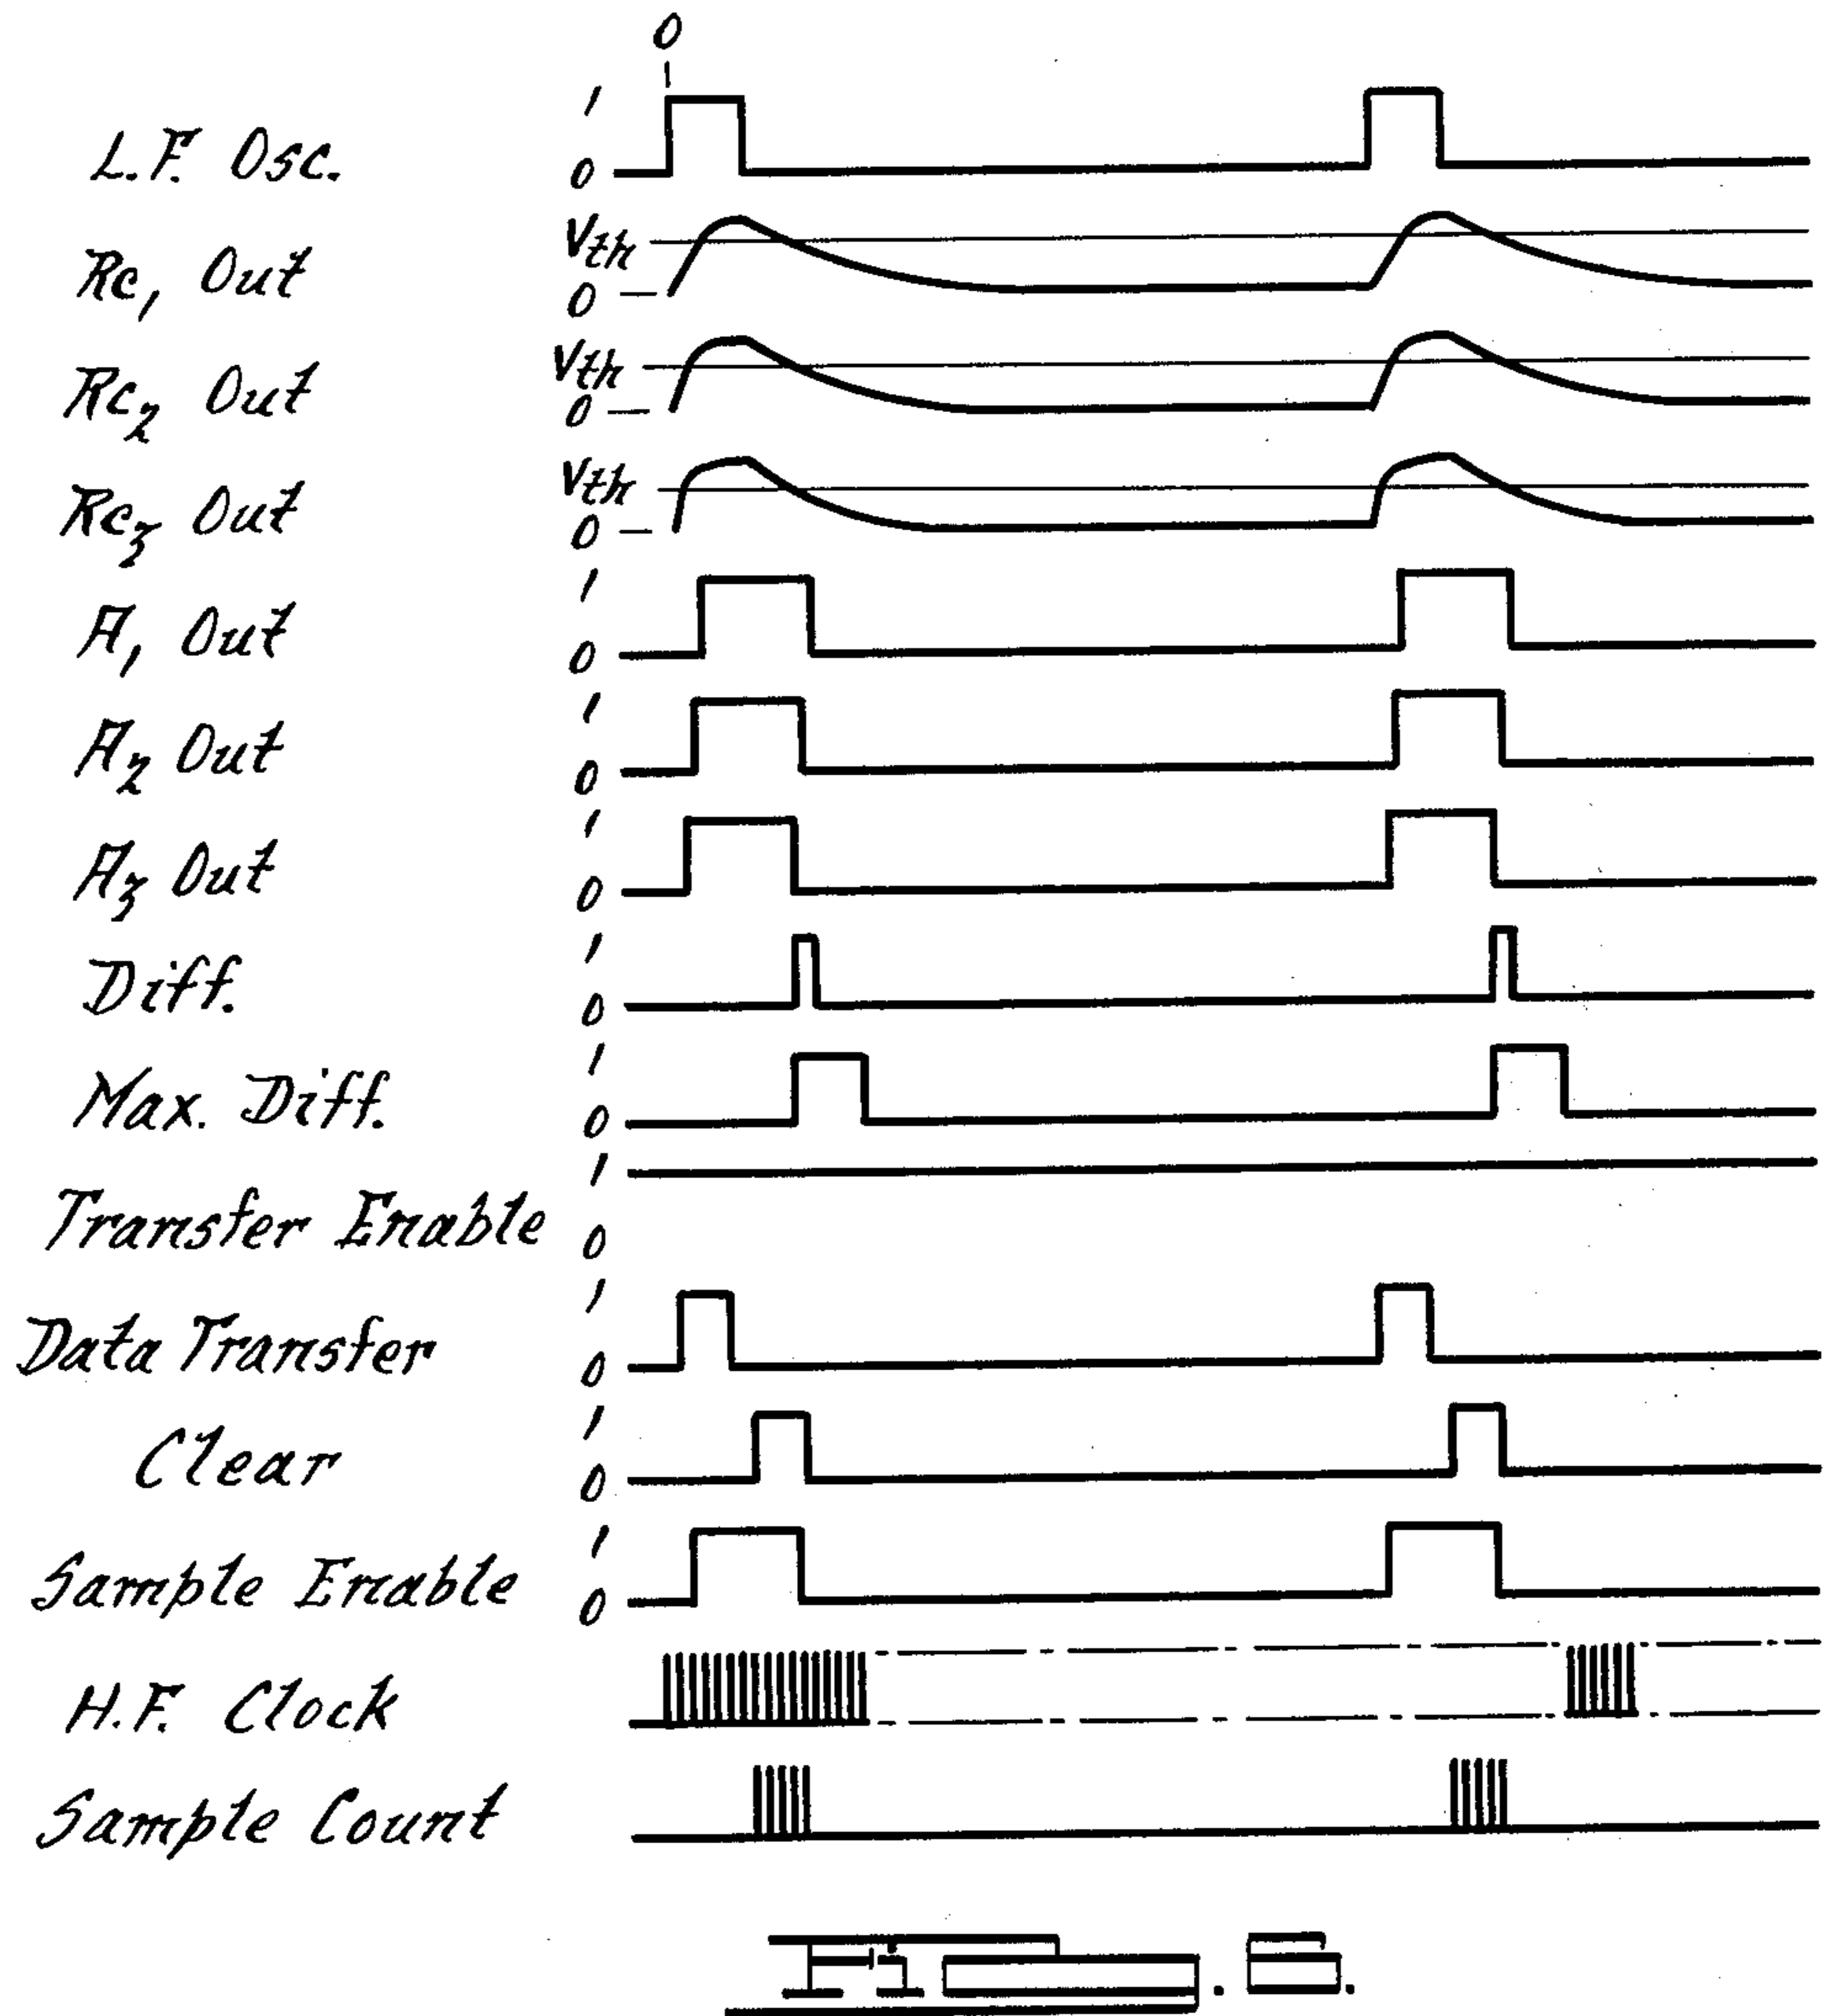 0
1
L.F. Osc. 0
Vth
Rc1 Out
0
Vth
Rc2 Out
0
Vth
Rc3 Out
0
1
A1 Out
0
1
A2 Out
0
1
A3 Out
0
1
Diff.
0
1
Max. Diff.
0
1
Transfer Enable 0
1
Data Transfer
0
1
Clear
0
1
Sample Enable
0
H.F. Clock
Sample Count